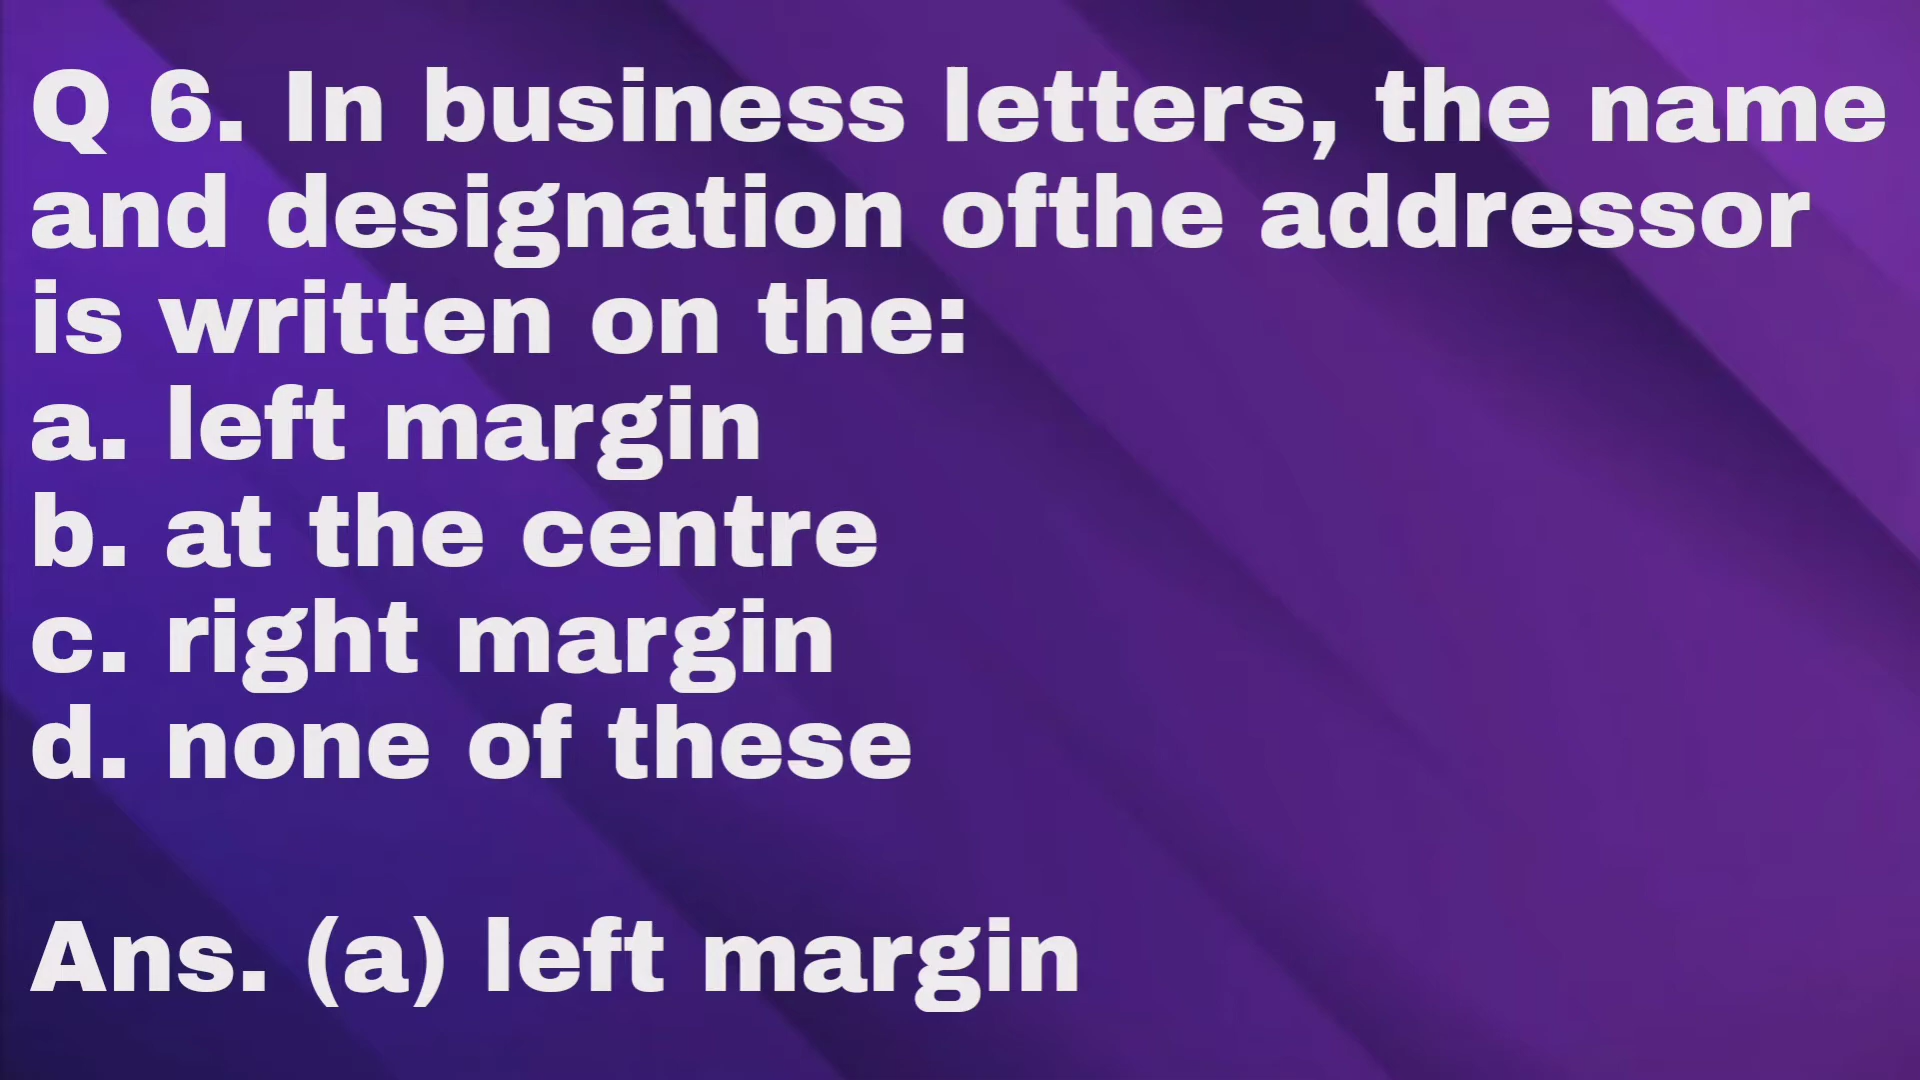 Q 6. In business letters, the name
and designation ofthe addressor
is written on the:
a. left margin
b. at the centre
c. right margin
d. none of these
Ans. (a) left margin